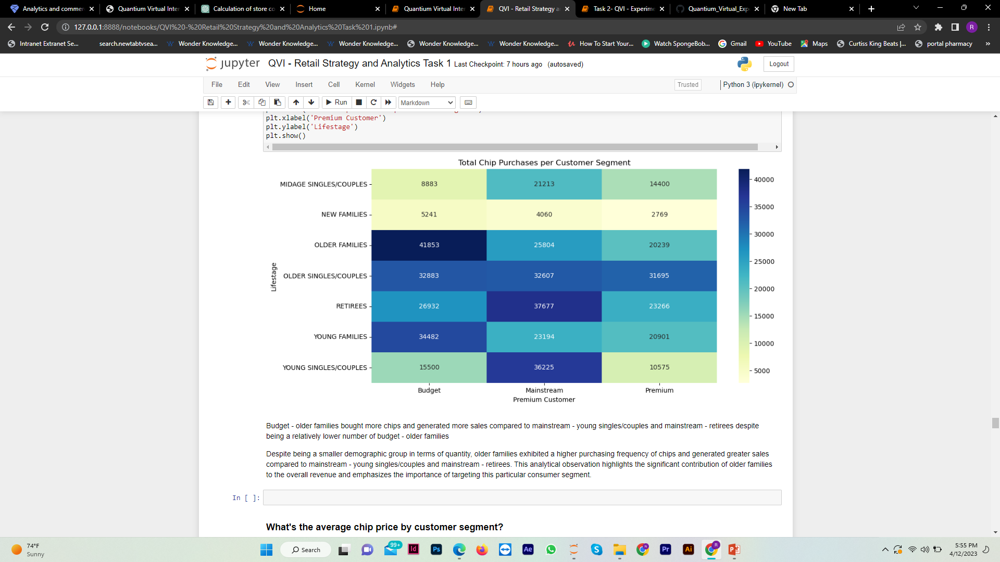 Analytics and commer
Quantium Virtual Inter
Calculation of store co
Home
Quantium Virtual Inter
QVI - Retail Strategy a
Task 2- QVI - Experime
Quantium_Virtual_Exp
New Tab
127.0.0.1:8888/notebooks/QVI%20-%20Retail%20Strategy%20and%20Analytics%20Task%201.ipynb#
R
Intranet Extranet Se...
search.newtabtvsea...
Wonder Knowledge...
Wonder Knowledge...
Wonder Knowledge...
Wonder Knowledge...
Wonder Knowledge...
How To Start Your...
Watch SpongeBob...
Gmail
YouTube
Maps
Curtiss King Beats |...
portal pharmacy
»
jupyter QVI - Retail Strategy and Analytics Task 1 Last Checkpoint: 7 hours ago (autosaved)
Logout
File Edit View Insert Cell Kernel Widgets Help
Trusted
Python 3 (ipykernel)
Run
Markdown
plt.xlabel('Premium Customer')
plt.ylabel('Lifestage')
plt.show()
Total Chip Purchases per Customer Segment
MIDAGE SINGLES/COUPLES 8883 21213 14400
NEW FAMILIES 5241 4060 2769
OLDER FAMILIES 41853 25804 20239
OLDER SINGLES/COUPLES 32883 32607 31695
RETIREES 26932 37677 23266
YOUNG FAMILIES 34482 23194 20901
YOUNG SINGLES/COUPLES 15500 36225 10575
Lifestage
Budget Mainstream Premium
Premium Customer
40000
35000
30000
25000
20000
15000
10000
5000
Budget - older families bought more chips and generated more sales compared to mainstream - young singles/couples and mainstream - retirees despite
being a relatively lower number of budget - older families
Despite being a smaller demographic group in terms of quantity, older families exhibited a higher purchasing frequency of chips and generated greater sales
compared to mainstream - young singles/couples and mainstream - retirees. This analytical observation highlights the significant contribution of older families
to the overall revenue and emphasizes the importance of targeting this particular consumer segment.
In [ ]:
What's the average chip price by customer segment?
74°F
Sunny
Search
99+
Id
Ps
Ae
Pr
Ai
R
5:55 PM
4/12/2023